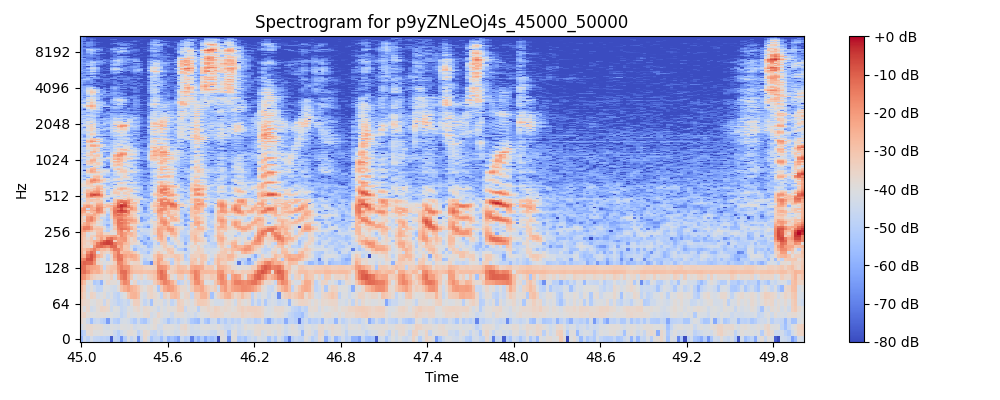 Spectrogram for p9yZNLeOj4s_45000_50000
Hz
8192
4096
2048
1024
512
256
128
64
0
45.0 45.6 46.2 46.8 47.4 48.0 48.6 49.2 49.8
Time
+0 dB
-10 dB
-20 dB
-30 dB
-40 dB
-50 dB
-60 dB
-70 dB
-80 dB